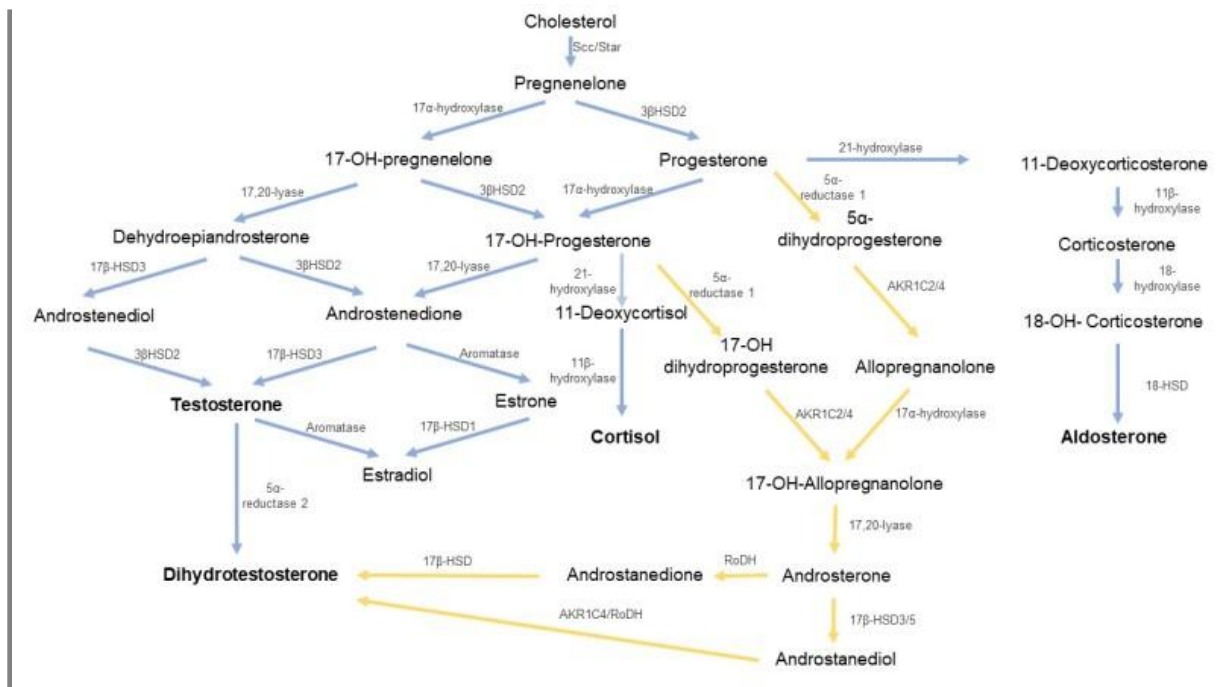 Cholesterol
Scc/Star
Pregnenelone
17α-hydroxylase
3βHSD2
17-OH-pregnenelone
Progesterone
21-hydroxylase
11-Deoxycorticosterone
17,20-lyase
3βHSD2
17α-hydroxylase
5α-
reductase 1
11β-
hydroxylase
Dehydroepiandrosterone
17-OH-Progesterone
5α-
dihydroprogesterone
Corticosterone
17β-HSD3
3βHSD2
17,20-lyase
21-
hydroxylase
5α-
reductase 1
AKR1C2/4
18-
hydroxylase
Androstenediol
Androstenedione
11-Deoxycortisol
18-OH- Corticosterone
3βHSD2
17β-HSD3
Aromatase
11β-
hydroxylase
17-OH
dihydroprogesterone
Allopregnanolone
18-HSD
Testosterone
Estrone
AKR1C2/4
17α-hydroxylase
Aromatase
17β-HSD1
Cortisol
Aldosterone
Estradiol
17-OH-Allopregnanolone
5α-
reductase 2
17,20-lyase
Dihydrotestosterone
17β-HSD
Androstanedione
RoDH
Androsterone
AKR1C4/RoDH
17β-HSD3/5
Androstanediol